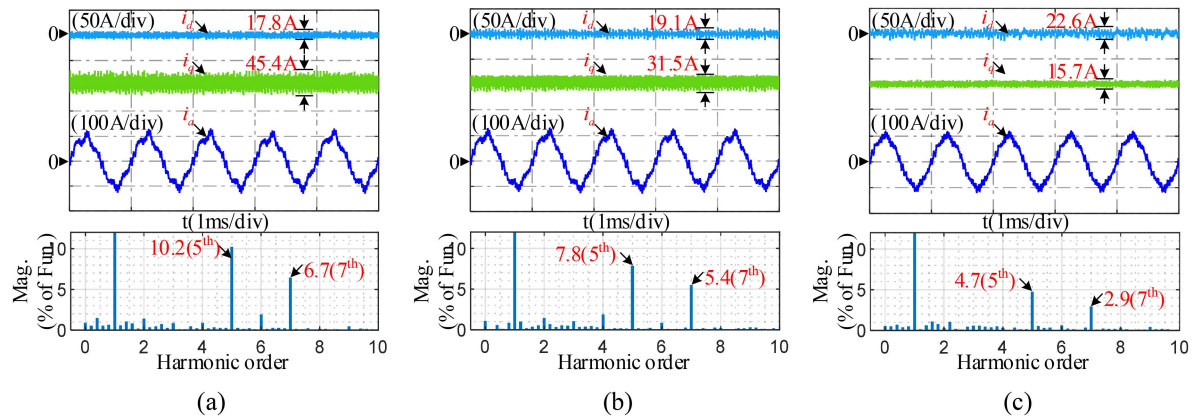 (50A/div) i_d 17.8A
0
i_q 45.4A
(100A/div) i_a
0
t(1ms/div)
Mag.
(% of Fun.)
10
5
0
10.2(5th)
6.7(7th)
0 2 4 6 8 10
Harmonic order
(a)
(50A/div) i_d 19.1A
0
i_q 31.5A
(100A/div) i_a
0
t(1ms/div)
Mag.
(% of Fun.)
10
5
0
7.8(5th)
5.4(7th)
0 2 4 6 8 10
Harmonic order
(b)
(50A/div) i_d 22.6A
0
i_q 15.7A
(100A/div) i_a
0
t(1ms/div)
Mag.
(% of Fun.)
10
5
0
4.7(5th)
2.9(7th)
0 2 4 6 8 10
Harmonic order
(c)